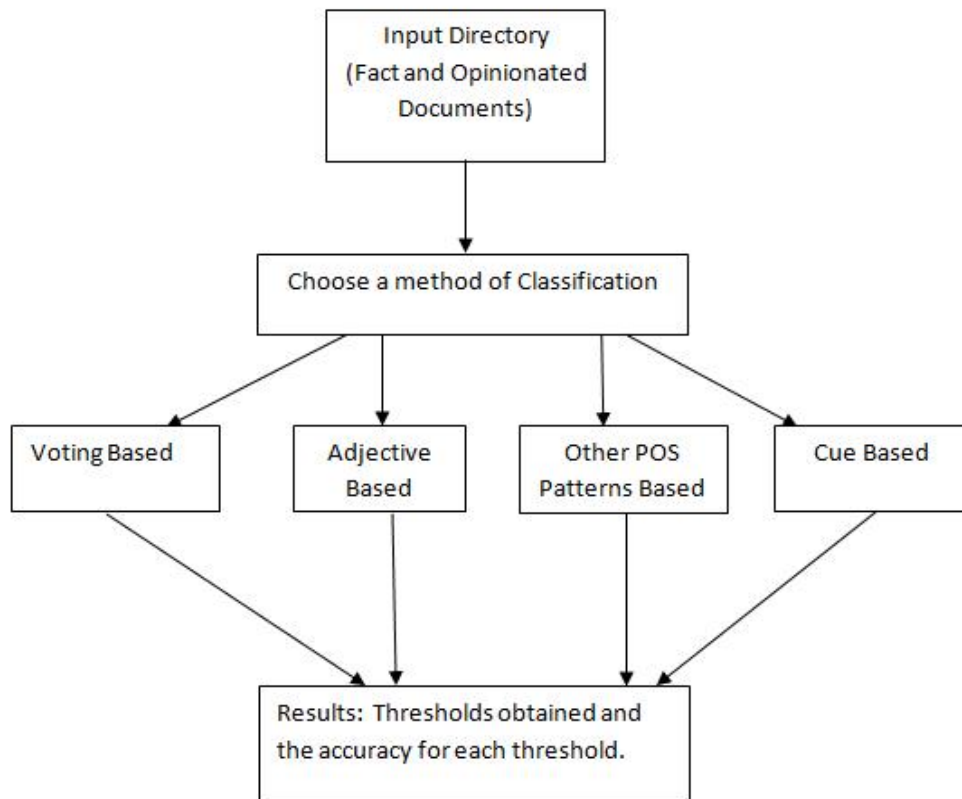 Input Directory
(Fact and Opinionated
Documents)
Choose a method of Classification
Voting Based
Adjective
Based
Other POS
Patterns Based
Cue Based
Results: Thresholds obtained and
the accuracy for each threshold.